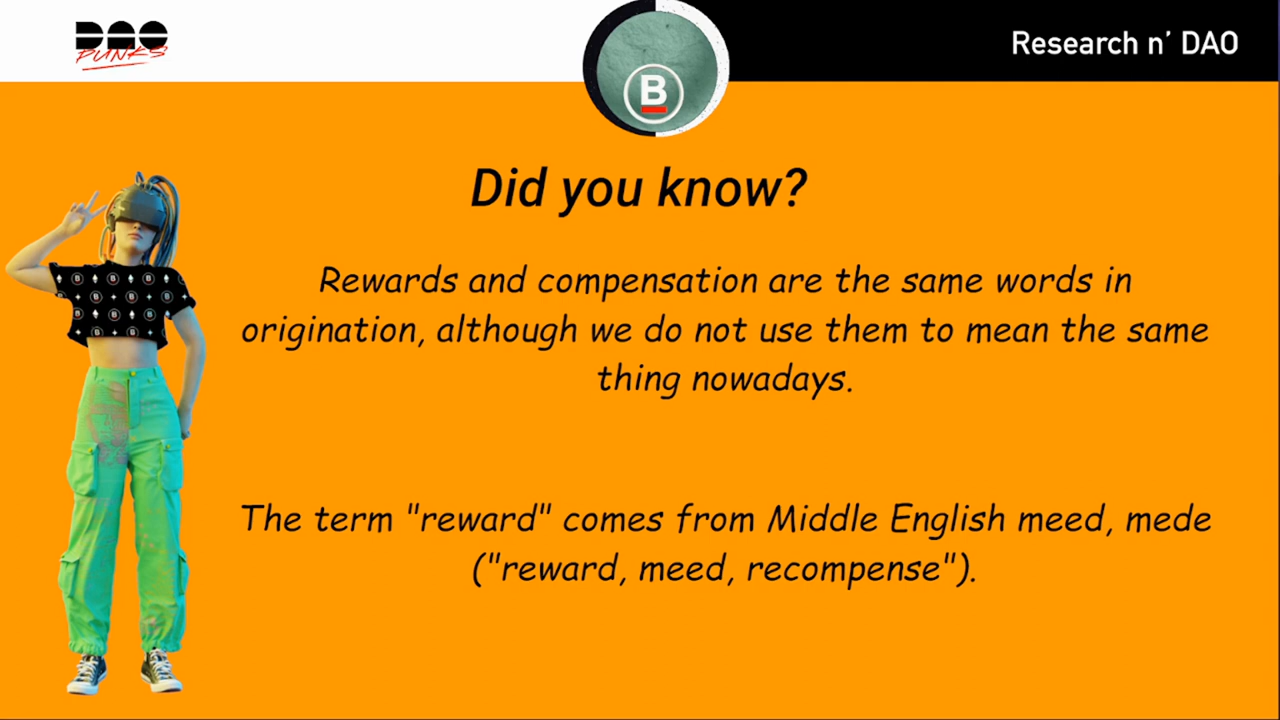 DAO
PUNKS
B
Research n' DAO
Did you know?
Rewards and compensation are the same words in
origination, although we do not use them to mean the same
thing nowadays.
The term "reward" comes from Middle English meed, mede
("reward, meed, recompense").